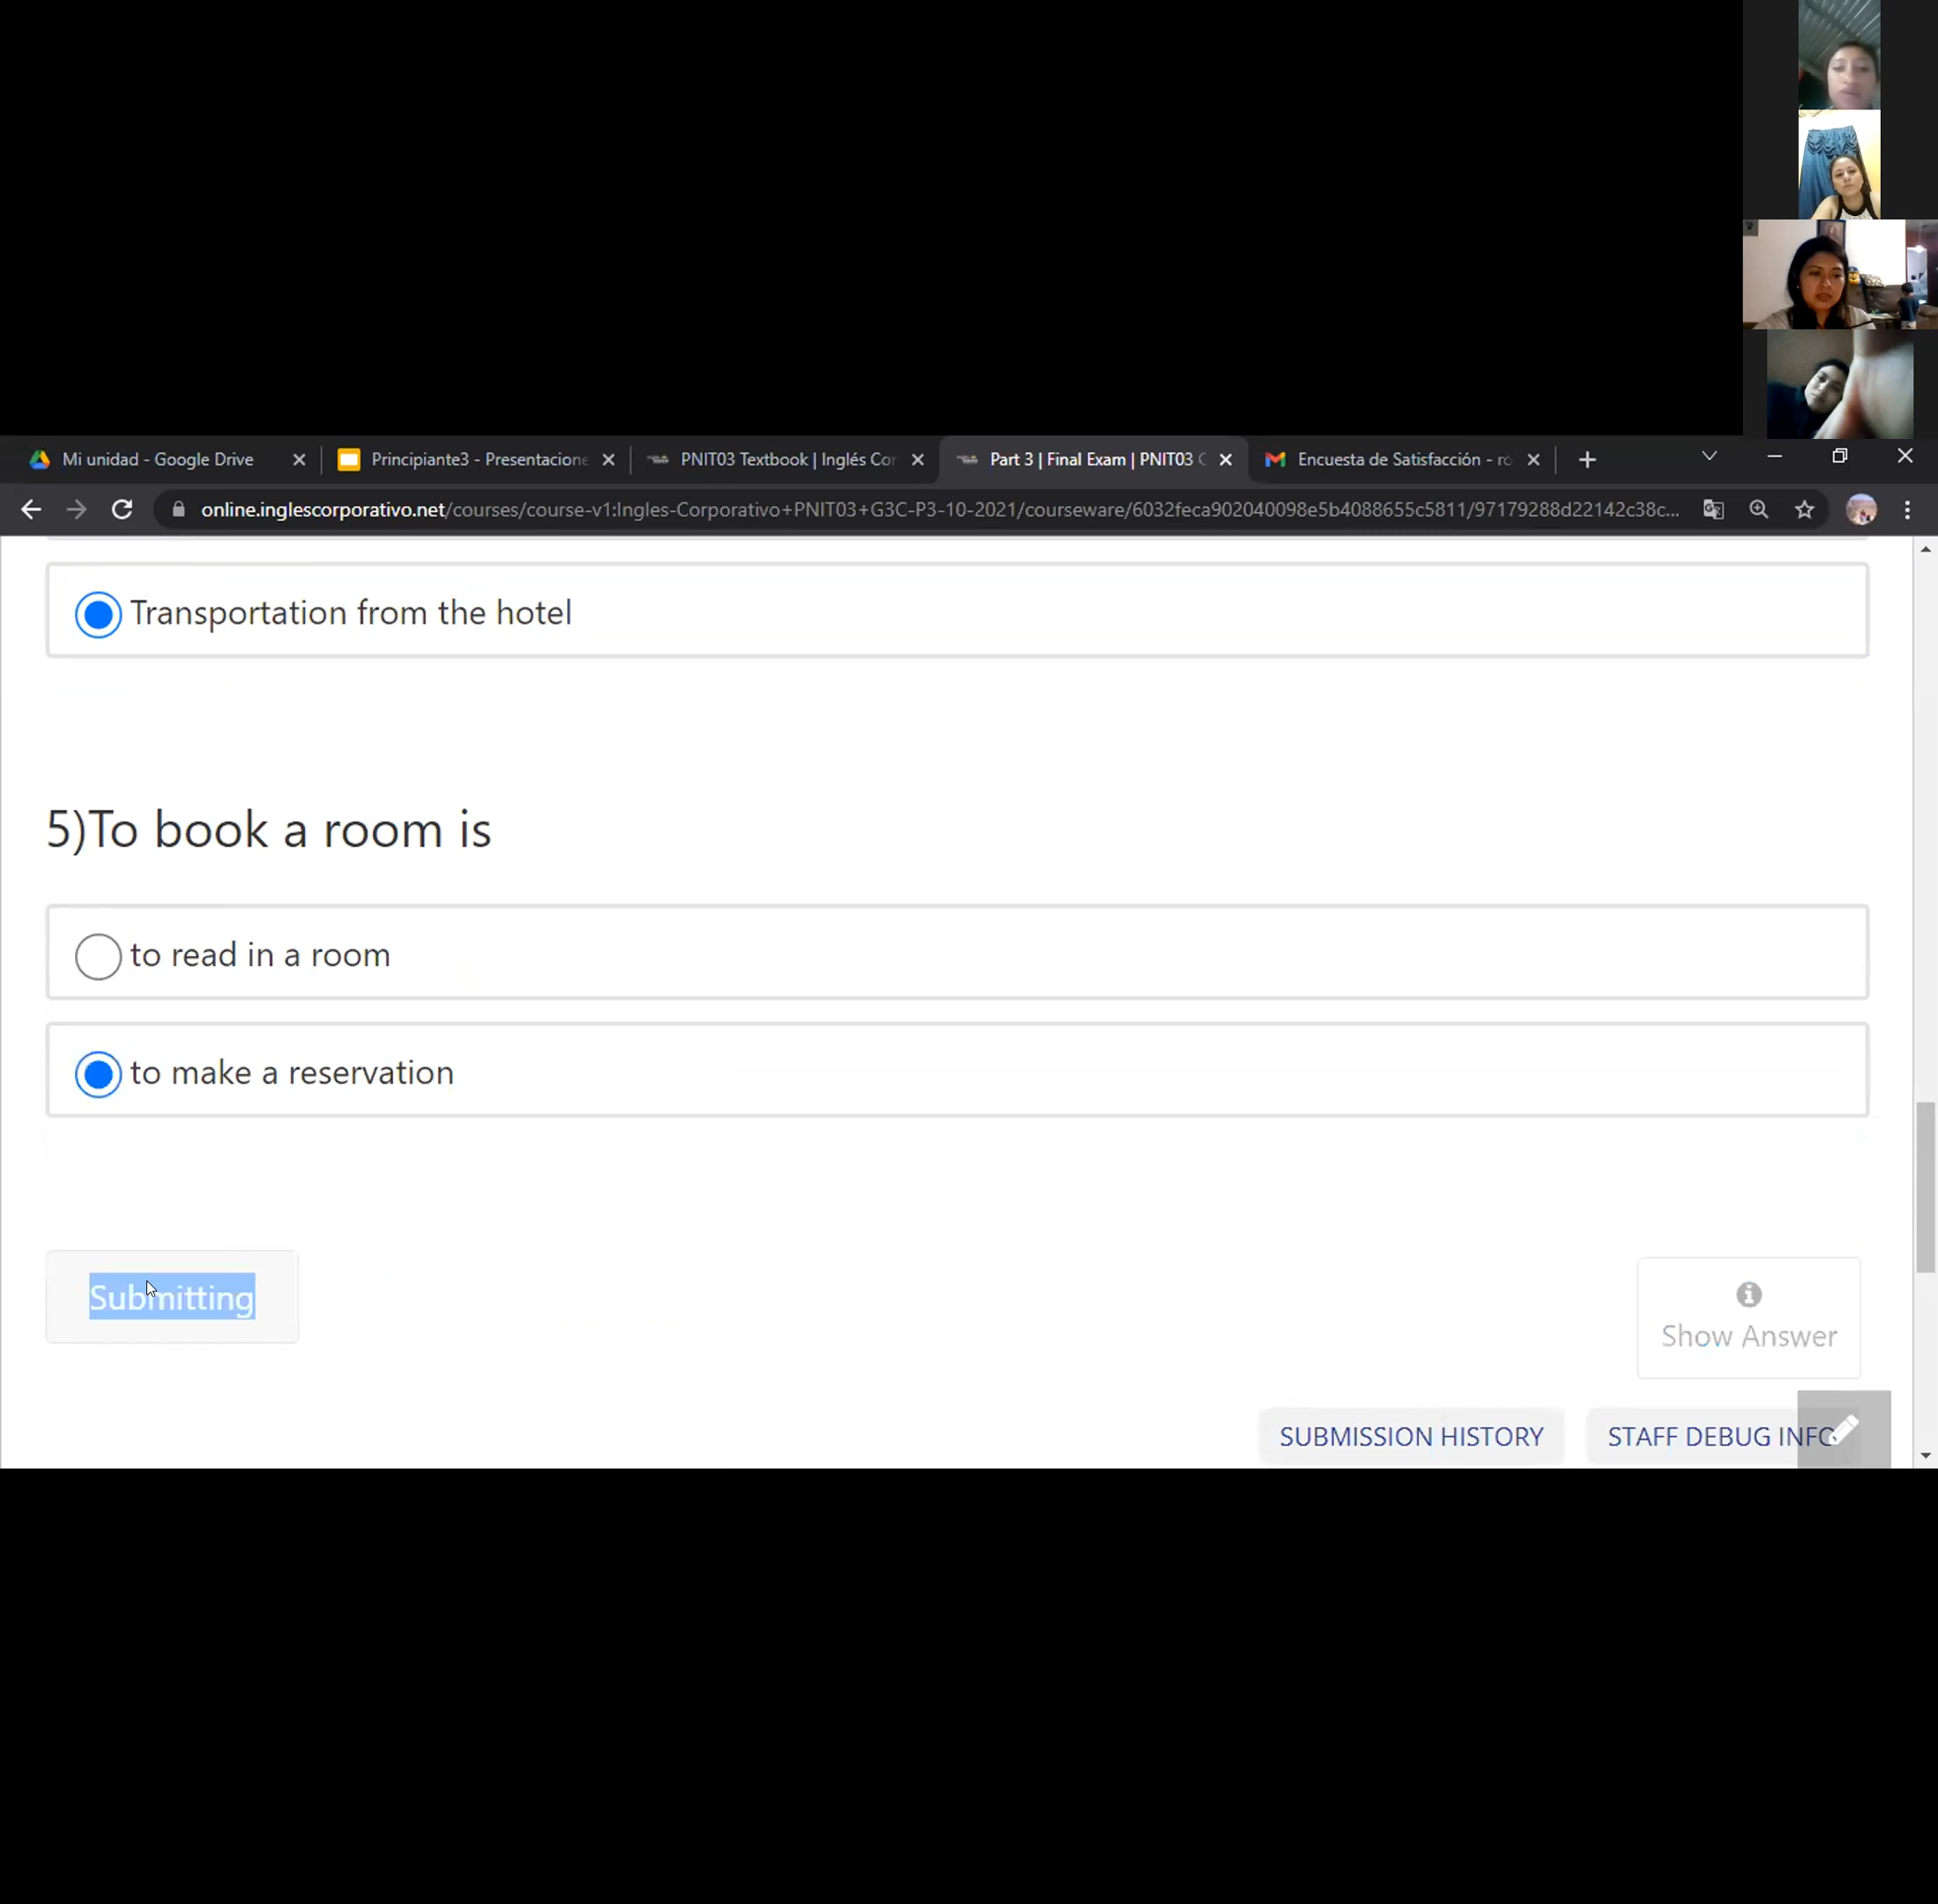 Mi unidad - Google Drive
Principiante3 - Presentacione
PNIT03 Textbook | Inglés Cor
Part 3 | Final Exam | PNIT03 C
Encuesta de Satisfacción - ro
online.inglescorporativo.net/courses/course-v1:Ingles-Corporativo+PNIT03+G3C-P3-10-2021/courseware/6032feca902040098e5b4088655c5811/97179288d22142c38c...
Transportation from the hotel
5)To book a room is
to read in a room
to make a reservation
Submitting
Show Answer
SUBMISSION HISTORY
STAFF DEBUG INFO